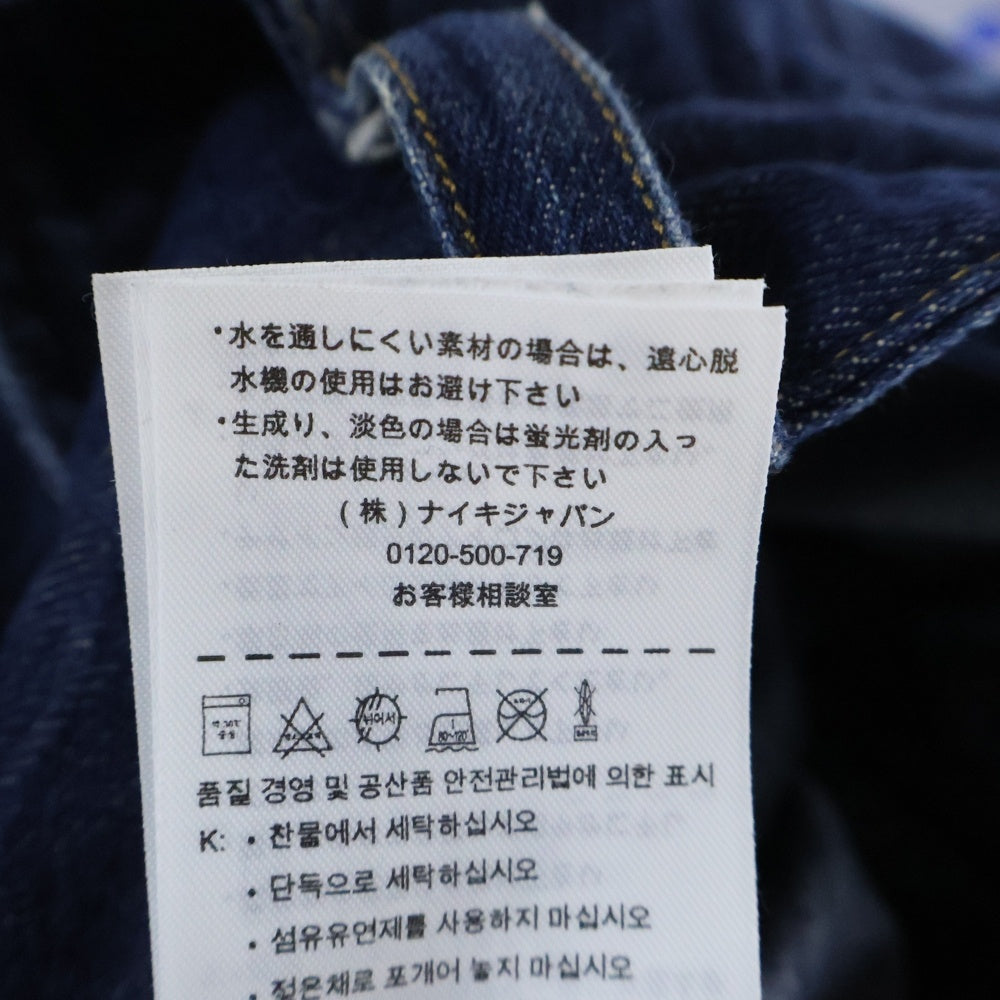 ・水を通しにくい素材の場合は、遠心脱
水機の使用はお避け下さい
・生成り、淡色の場合は蛍光剤の入っ
た洗剤は使用しないで下さい
(株)ナイキジャパン
0120-500-719
お客様相談室
뉘어서
80~120°
품질 경영 및 공산품 안전관리법에 의한 표시
K: • 찬물에서 세탁하십시오
• 단독으로 세탁하십시오
• 섬유유연제를 사용하지 마십시오
• 젖은채로 포개어 놓지 마십시오